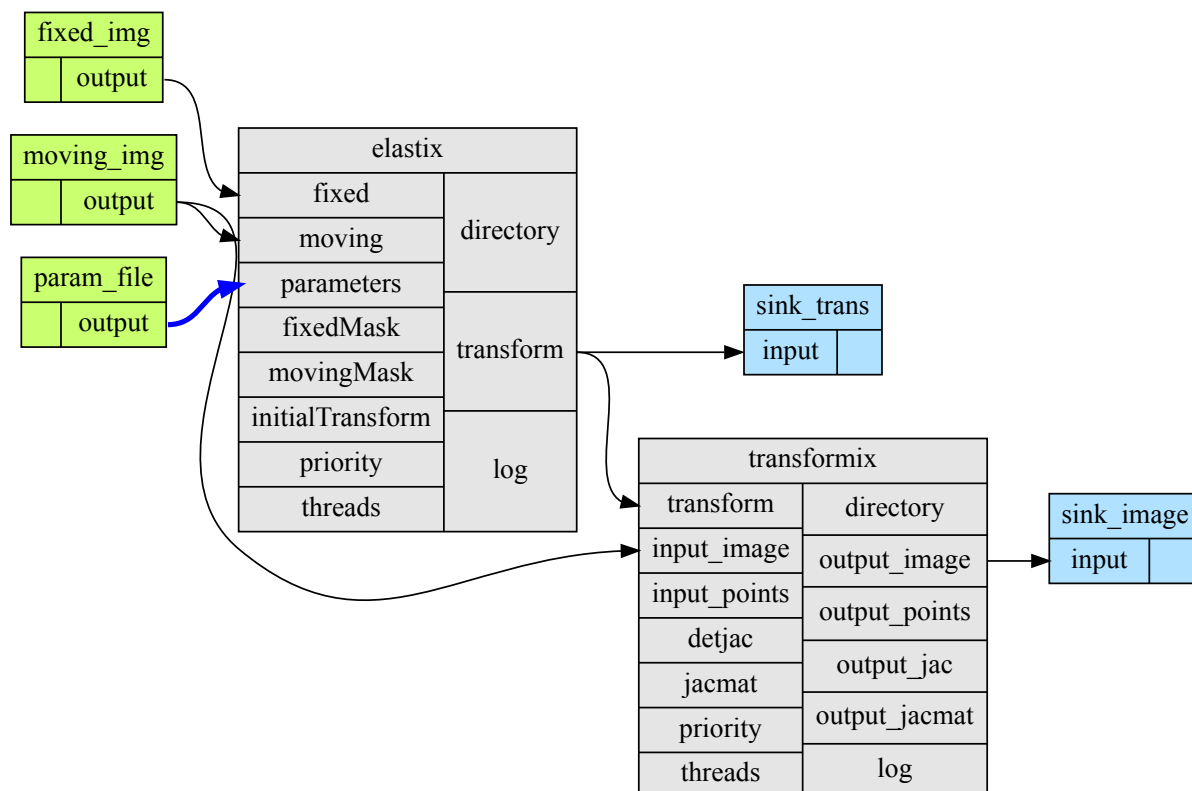 fixed_img
output
moving_img
output
param_file
output
elastix
fixed
moving
parameters
fixedMask
movingMask
initialTransform
priority
threads
directory
transform
log
sink_trans
input
transformix
transform
input_image
input_points
detjac
jacmat
priority
threads
directory
output_image
output_points
output_jac
output_jacmat
log
sink_image
input